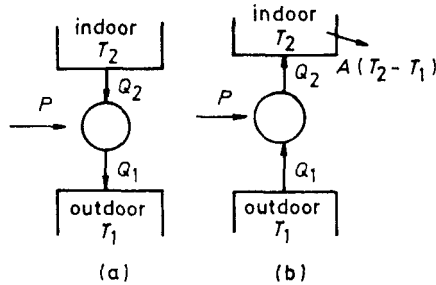 indoor
T₂
Q₂
P
Q₁
outdoor
T₁
(a)
indoor
T₂
A(T₂ − T₁)
Q₂
P
Q₁
outdoor
T₁
(b)